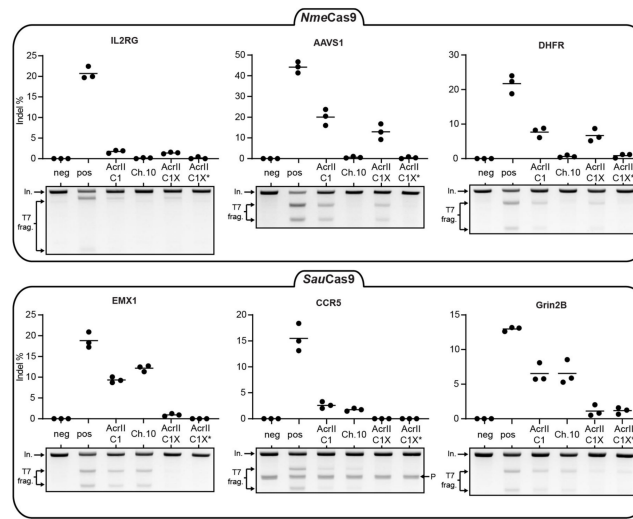 NmeCas9
IL2RG
AAVS1
DHFR
Indel %
25
20
15
10
5
0
50
40
30
20
10
0
30
20
10
0
neg pos AcrII C1 Ch.10 AcrII C1X AcrII C1X*
neg pos AcrII C1 Ch.10 AcrII C1X AcrII C1X*
neg pos AcrII C1 Ch.10 AcrII C1X AcrII C1X*
In.
T7 frag.
In.
T7 frag.
In.
T7 frag.
SauCas9
EMX1
CCR5
Grin2B
Indel %
25
20
15
10
5
0
20
15
10
5
0
15
10
5
0
neg pos AcrII C1 Ch.10 AcrII C1X AcrII C1X*
neg pos AcrII C1 Ch.10 AcrII C1X AcrII C1X*
neg pos AcrII C1 Ch.10 AcrII C1X AcrII C1X*
In.
T7 frag.
In.
T7 frag.
P
In.
T7 frag.